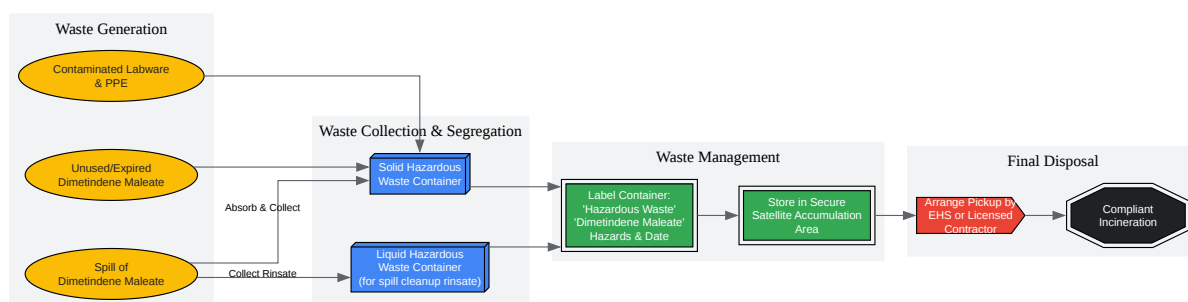 Waste Generation
Contaminated Labware
& PPE
Unused/Expired
Dimetindene Maleate
Spill of
Dimetindene Maleate
Absorb & Collect
Collect Rinsate
Waste Collection & Segregation
Solid Hazardous
Waste Container
Liquid Hazardous
Waste Container
(for spill cleanup rinsate)
Waste Management
Label Container:
'Hazardous Waste'
'Dimetindene Maleate'
Hazards & Date
Store in Secure
Satellite Accumulation
Area
Final Disposal
Arrange Pickup by
EHS or Licensed
Contractor
Compliant
Incineration